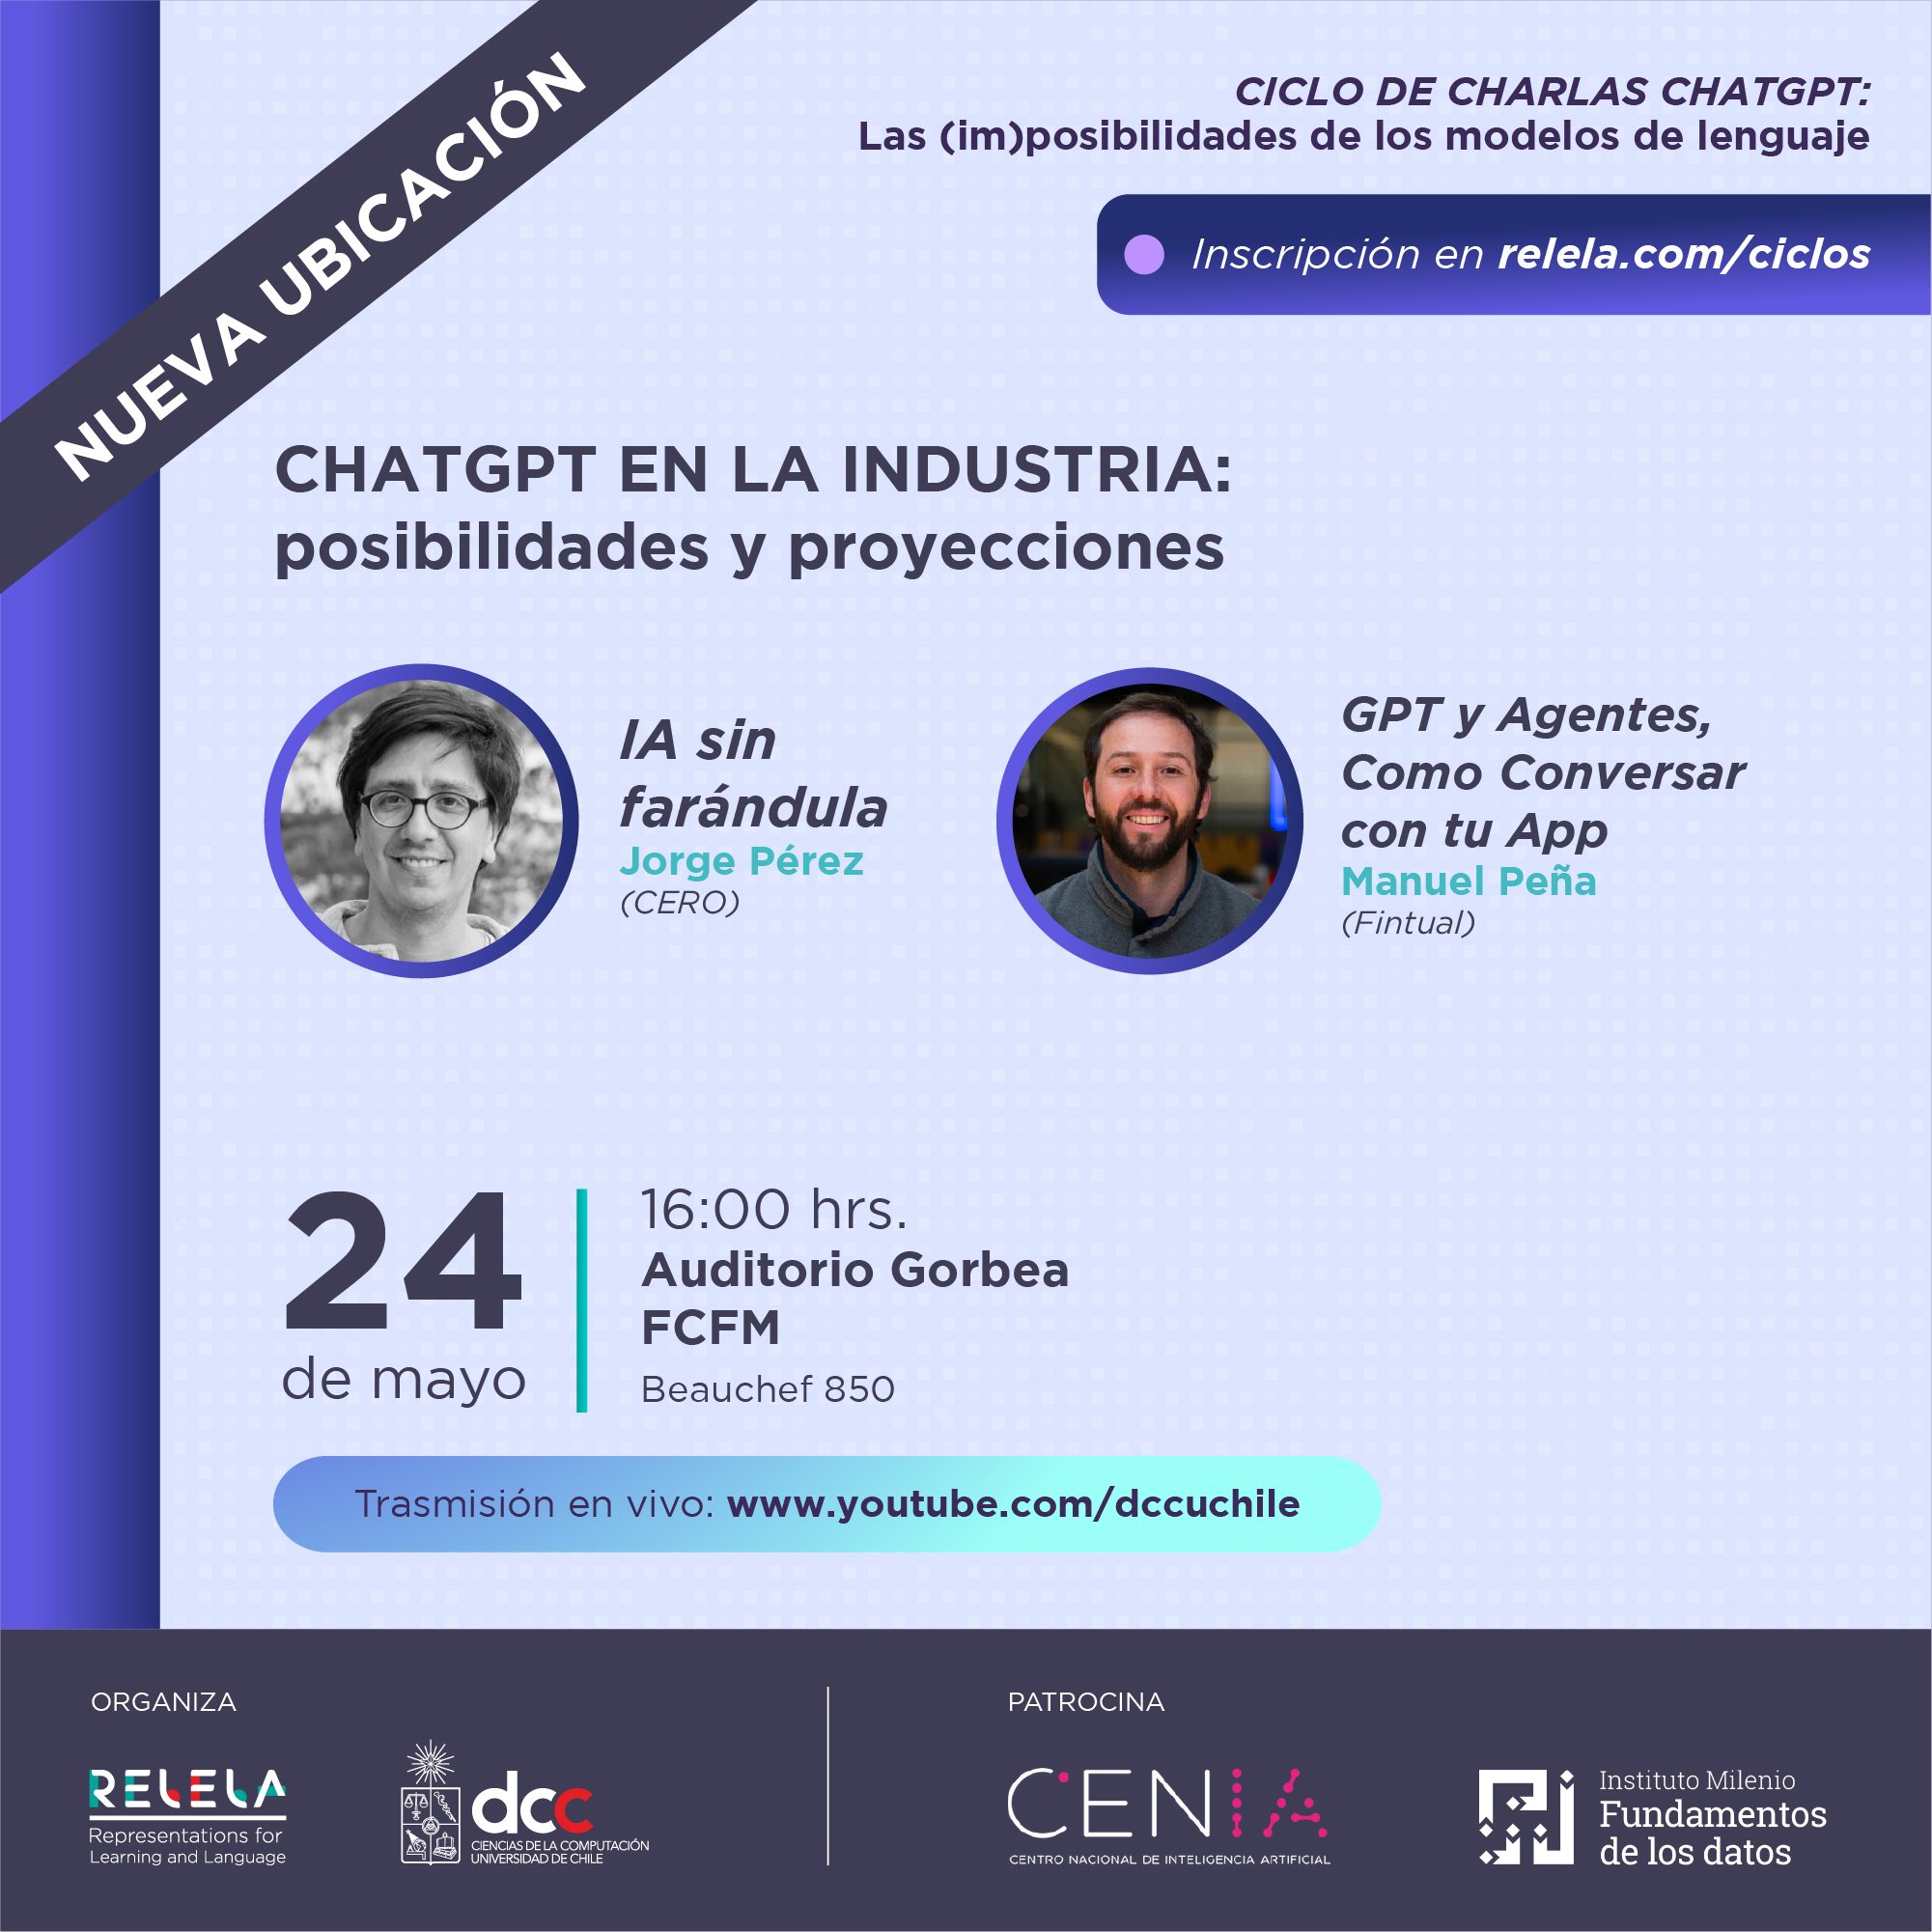 NUEVA UBICACIÓN
CICLO DE CHARLAS CHATGPT:
Las (im)posibilidades de los modelos de lenguaje
Inscripción en relela.com/ciclos
CHATGPT EN LA INDUSTRIA:
posibilidades y proyecciones
IA sin
farándula
Jorge Pérez
(CERO)
GPT y Agentes,
Como Conversar
con tu App
Manuel Peña
(Fintual)
24
de mayo
16:00 hrs.
Auditorio Gorbea
FCFM
Beauchef 850
Trasmisión en vivo: www.youtube.com/dccuchile
ORGANIZA
RELELA
Representations for
Learning and Language
dcc
CIENCIAS DE LA COMPUTACIÓN
UNIVERSIDAD DE CHILE
PATROCINA
CENIA
CENTRO NACIONAL DE INTELIGENCIA ARTIFICIAL
Instituto Milenio
Fundamentos
de los datos